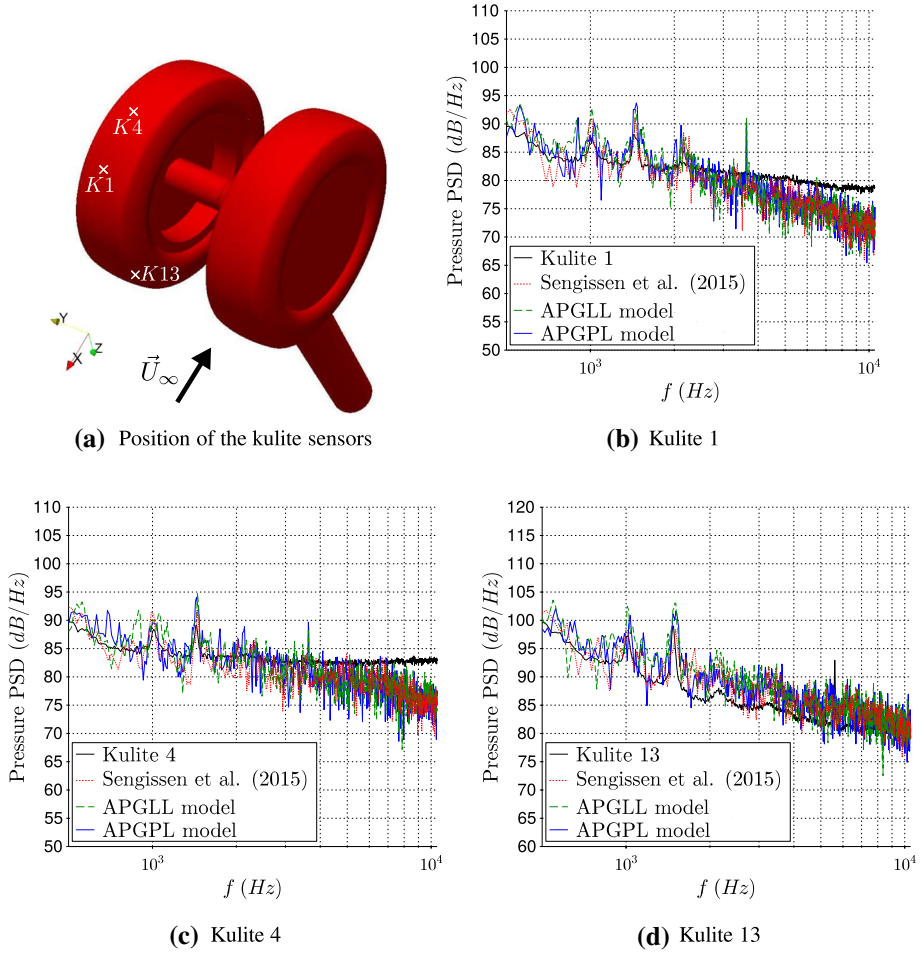 K4
K1
K13
Y
X
Z
U⃗∞
(a) Position of the kulite sensors
110
105
100
95
90
85
80
75
70
65
60
55
50
Pressure PSD (dB/Hz)
Kulite 1
Sengissen et al. (2015)
APGLL model
APGPL model
10³
10⁴
f (Hz)
(b) Kulite 1
110
105
100
95
90
85
80
75
70
65
60
55
50
Pressure PSD (dB/Hz)
Kulite 4
Sengissen et al. (2015)
APGLL model
APGPL model
10³
10⁴
f (Hz)
(c) Kulite 4
120
115
110
105
100
95
90
85
80
75
70
65
60
Pressure PSD (dB/Hz)
Kulite 13
Sengissen et al. (2015)
APGLL model
APGPL model
10³
10⁴
f (Hz)
(d) Kulite 13